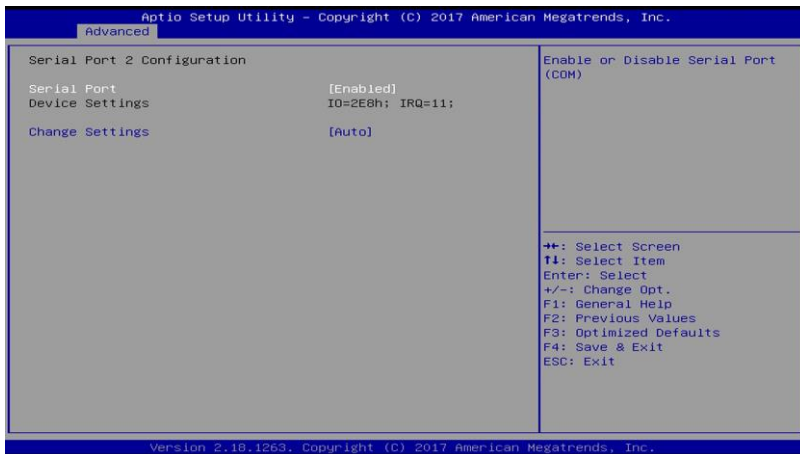 Aptio Setup Utility – Copyright (C) 2017 American Megatrends, Inc.
Advanced
Serial Port 2 Configuration
Serial Port [Enabled]
Device Settings IO=2E8h; IRQ=11;
Change Settings [Auto]
Enable or Disable Serial Port
(COM)
→←: Select Screen
↑↓: Select Item
Enter: Select
+/-: Change Opt.
F1: General Help
F2: Previous Values
F3: Optimized Defaults
F4: Save & Exit
ESC: Exit
Version 2.18.1263. Copyright (C) 2017 American Megatrends, Inc.